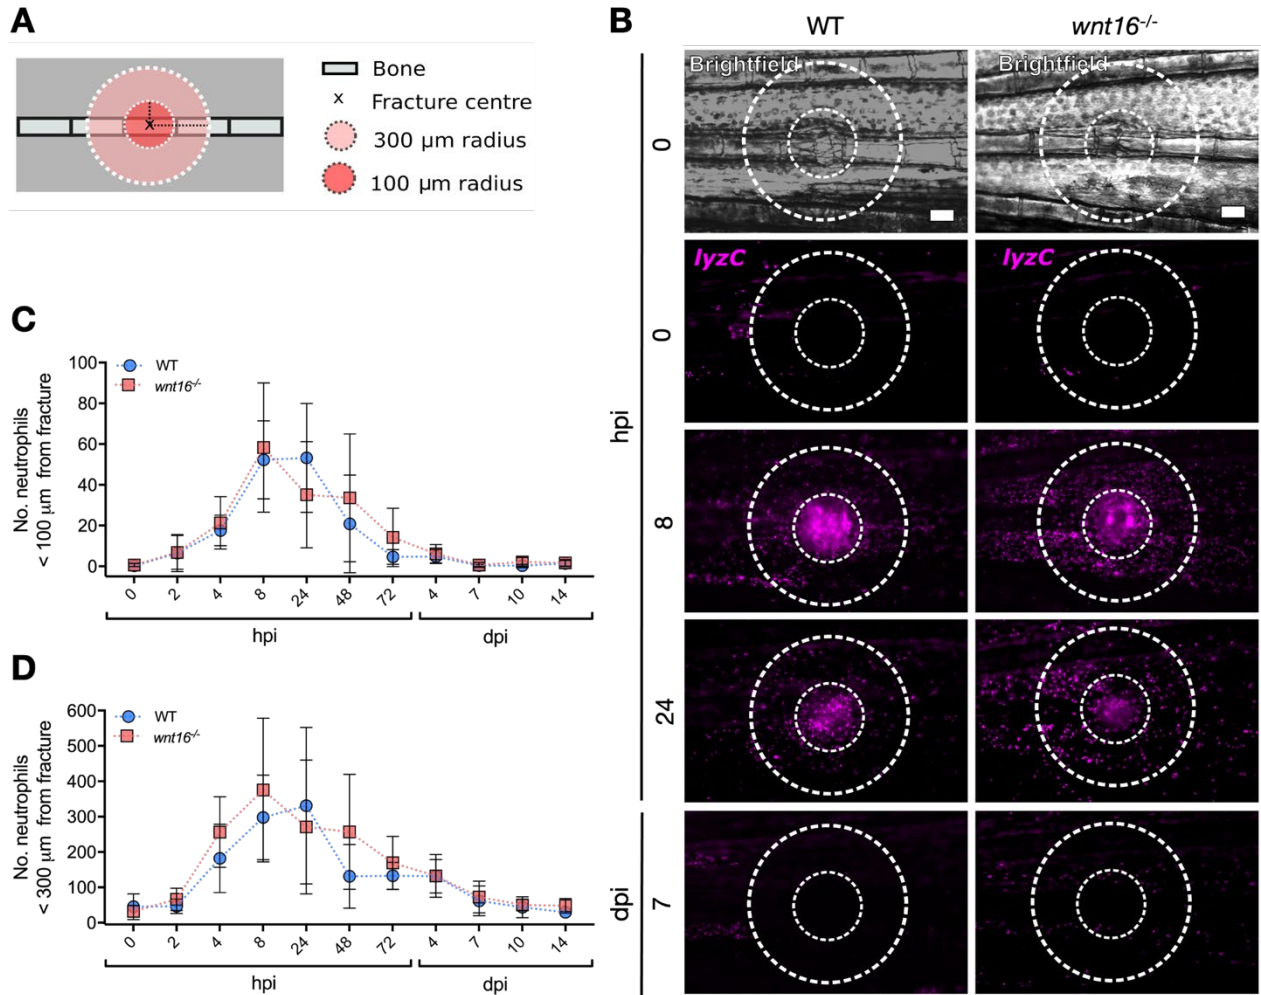 A
Bone
x Fracture centre
300 µm radius
100 µm radius
B
WT
wnt16-/-
hpi
dpi
0
Brightfield
Brightfield
0
lyzC
lyzC
8
24
7
C
No. neutrophils
< 100 µm from fracture
WT
wnt16-/-
100
80
60
40
20
0
0 2 4 8 24 48 72 4 7 10 14
hpi dpi
D
No. neutrophils
< 300 µm from fracture
WT
wnt16-/-
600
500
400
300
200
100
0
0 2 4 8 24 48 72 4 7 10 14
hpi dpi